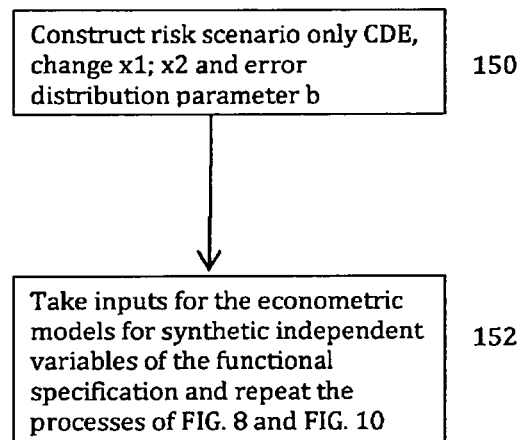 Construct risk scenario only CDE,
change x1; x2 and error
distribution parameter b
150
Take inputs for the econometric
models for synthetic independent
variables of the functional
specification and repeat the
processes of FIG. 8 and FIG. 10
152